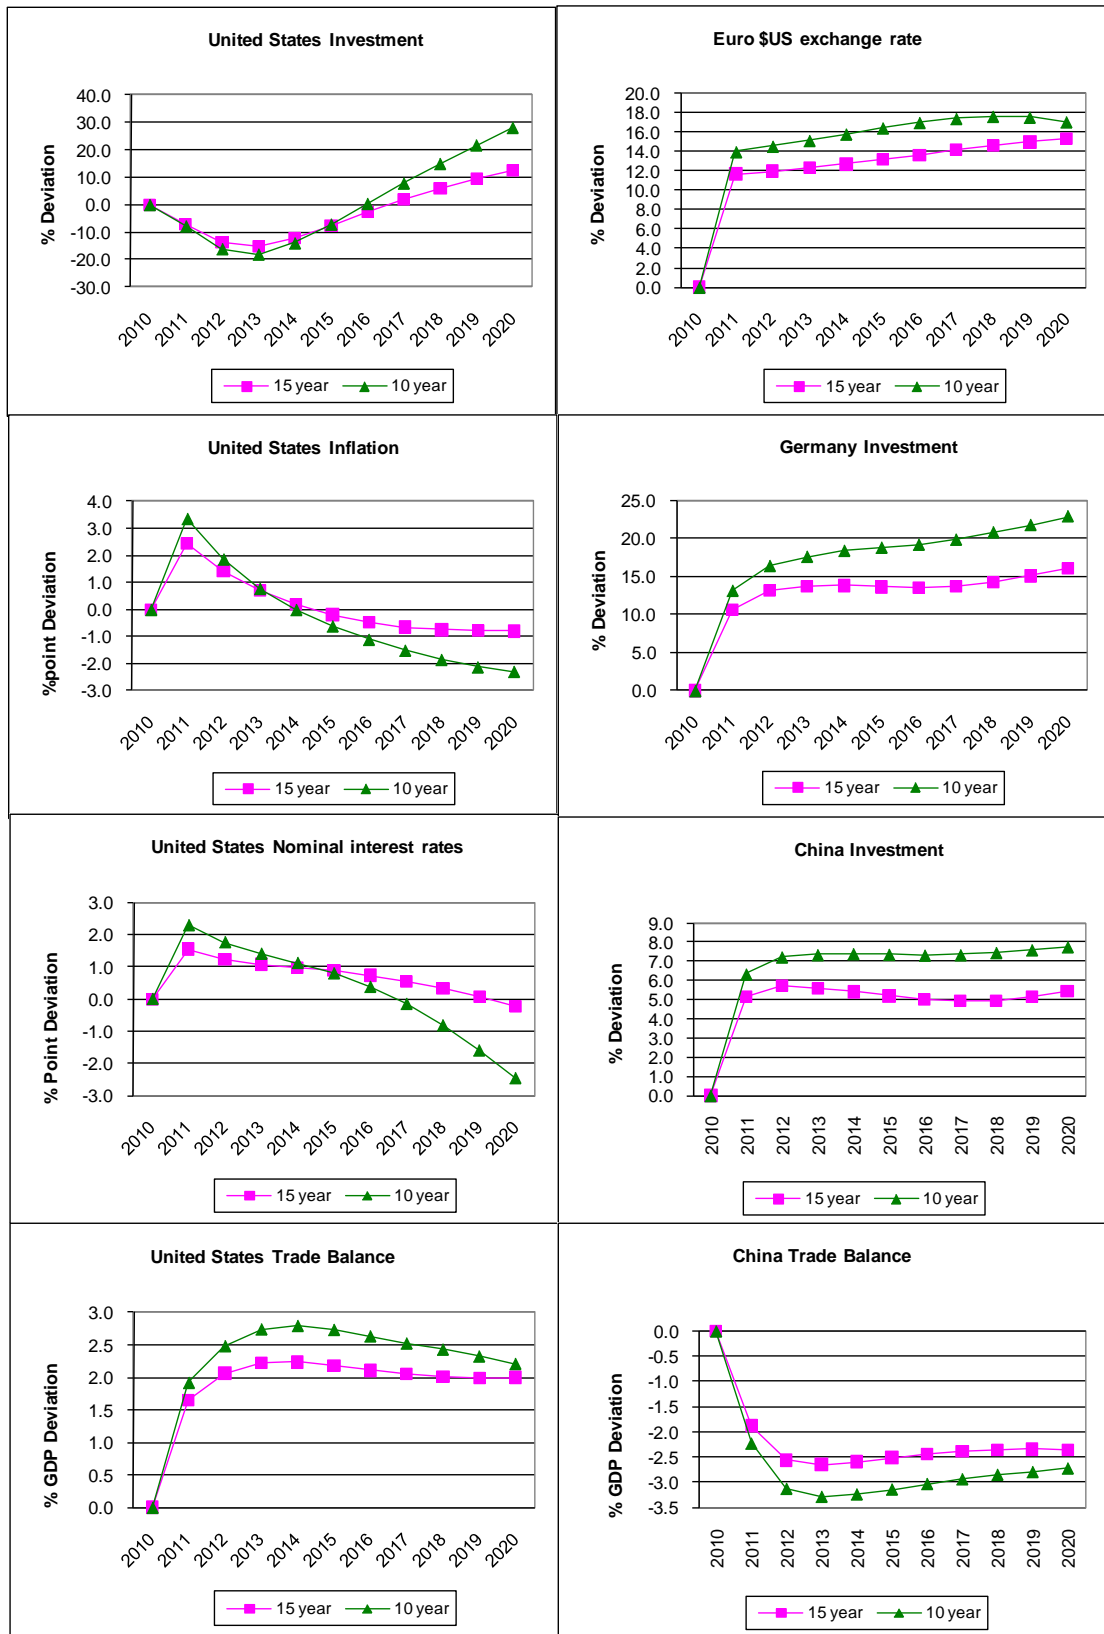 United States Investment
% Deviation
40.0
30.0
20.0
10.0
0.0
-10.0
-20.0
-30.0
2010 2011 2012 2013 2014 2015 2016 2017 2018 2019 2020
15 year 10 year
Euro $US exchange rate
% Deviation
20.0
18.0
16.0
14.0
12.0
10.0
8.0
6.0
4.0
2.0
0.0
2010 2011 2012 2013 2014 2015 2016 2017 2018 2019 2020
15 year 10 year
United States Inflation
%point Deviation
4.0
3.0
2.0
1.0
0.0
-1.0
-2.0
-3.0
2010 2011 2012 2013 2014 2015 2016 2017 2018 2019 2020
15 year 10 year
Germany Investment
% Deviation
25.0
20.0
15.0
10.0
5.0
0.0
2010 2011 2012 2013 2014 2015 2016 2017 2018 2019 2020
15 year 10 year
United States Nominal interest rates
% Point Deviation
3.0
2.0
1.0
0.0
-1.0
-2.0
-3.0
2010 2011 2012 2013 2014 2015 2016 2017 2018 2019 2020
15 year 10 year
China Investment
% Deviation
9.0
8.0
7.0
6.0
5.0
4.0
3.0
2.0
1.0
0.0
2010 2011 2012 2013 2014 2015 2016 2017 2018 2019 2020
15 year 10 year
United States Trade Balance
% GDP Deviation
3.0
2.5
2.0
1.5
1.0
0.5
0.0
2010 2011 2012 2013 2014 2015 2016 2017 2018 2019 2020
15 year 10 year
China Trade Balance
% GDP Deviation
0.0
-0.5
-1.0
-1.5
-2.0
-2.5
-3.0
-3.5
2010 2011 2012 2013 2014 2015 2016 2017 2018 2019 2020
15 year 10 year